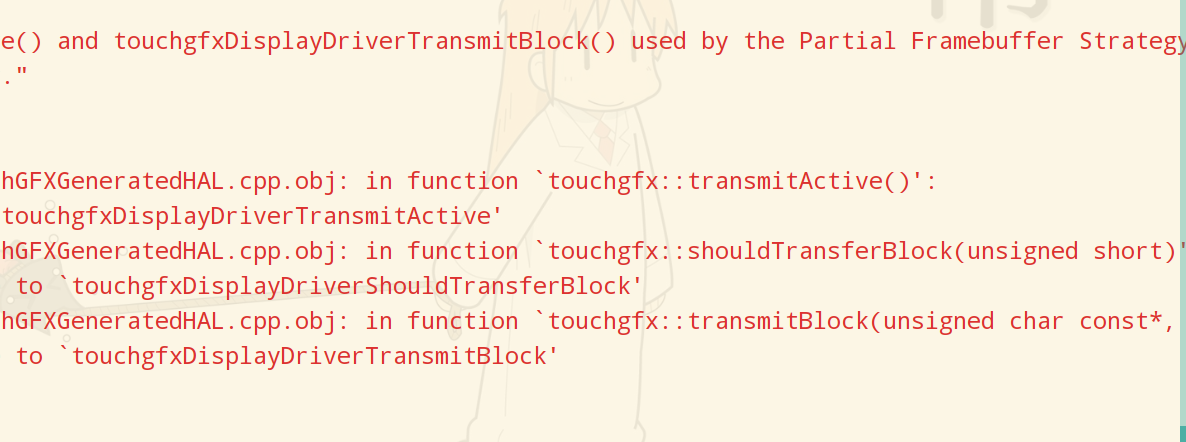 e() and touchgfxDisplayDriverTransmitBlock() used by the Partial Framebuffer Strategy
."
hGFXGeneratedHAL.cpp.obj: in function `touchgfx::transmitActive()':
touchgfxDisplayDriverTransmitActive'
hGFXGeneratedHAL.cpp.obj: in function `touchgfx::shouldTransferBlock(unsigned short)'
to `touchgfxDisplayDriverShouldTransferBlock'
hGFXGeneratedHAL.cpp.obj: in function `touchgfx::transmitBlock(unsigned char const*,
to `touchgfxDisplayDriverTransmitBlock'